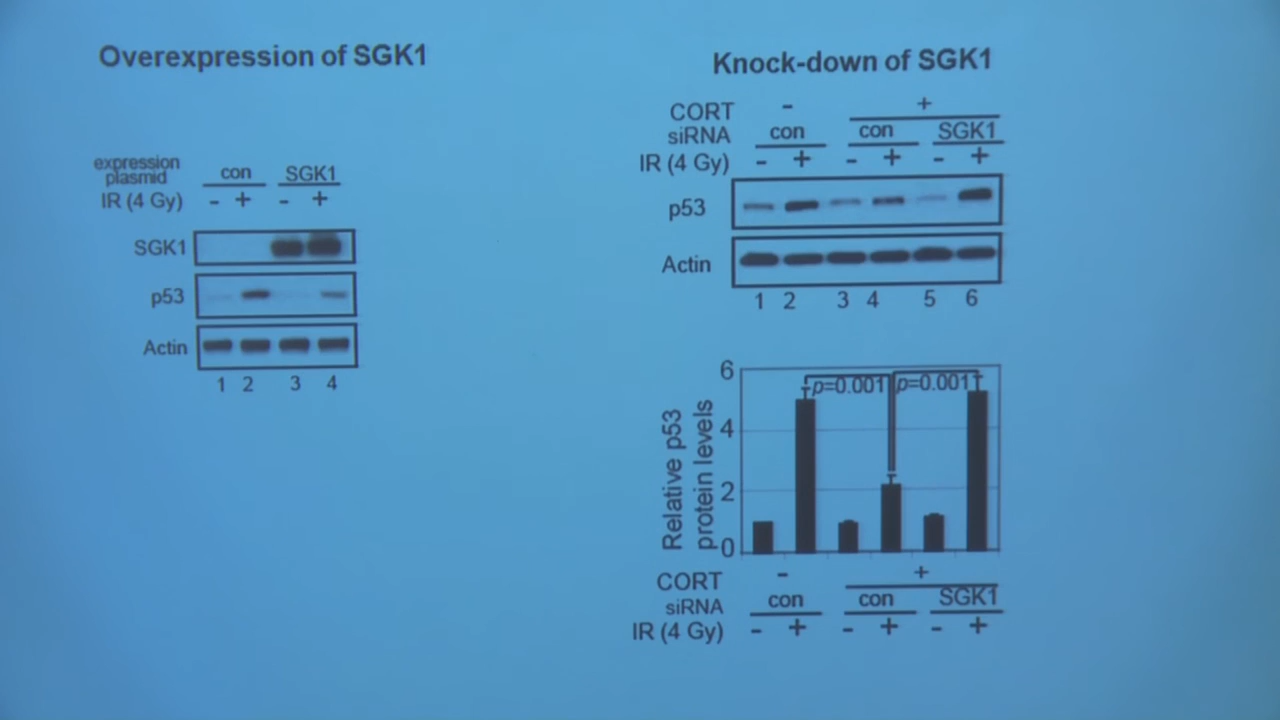 Overexpression of SGK1
expression plasmid con SGK1
IR (4 Gy) - + - +
SGK1
p53
Actin
1 2 3 4
Knock-down of SGK1
CORT - +
siRNA con con SGK1
IR (4 Gy) - + - + - +
p53
Actin
1 2 3 4 5 6
Relative p53
protein levels
6
4
2
0
p=0.001 p=0.001
CORT - +
siRNA con con SGK1
IR (4 Gy) - + - + - +